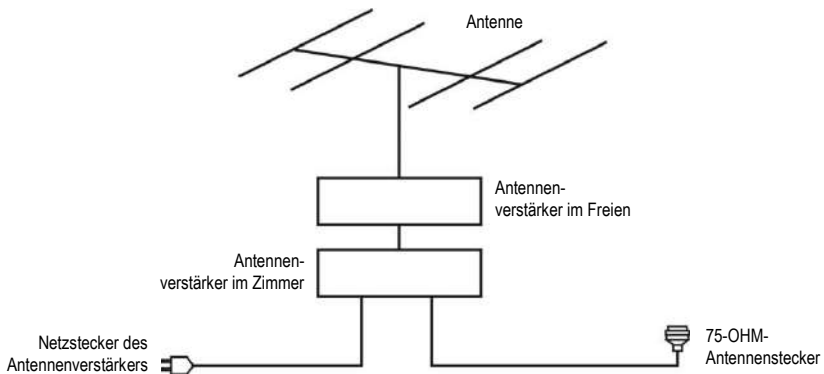 Antenne
Antennen-
verstärker im Freien
Antennen-
verstärker im Zimmer
Netzstecker des
Antennenverstärkers
75-OHM-
Antennenstecker